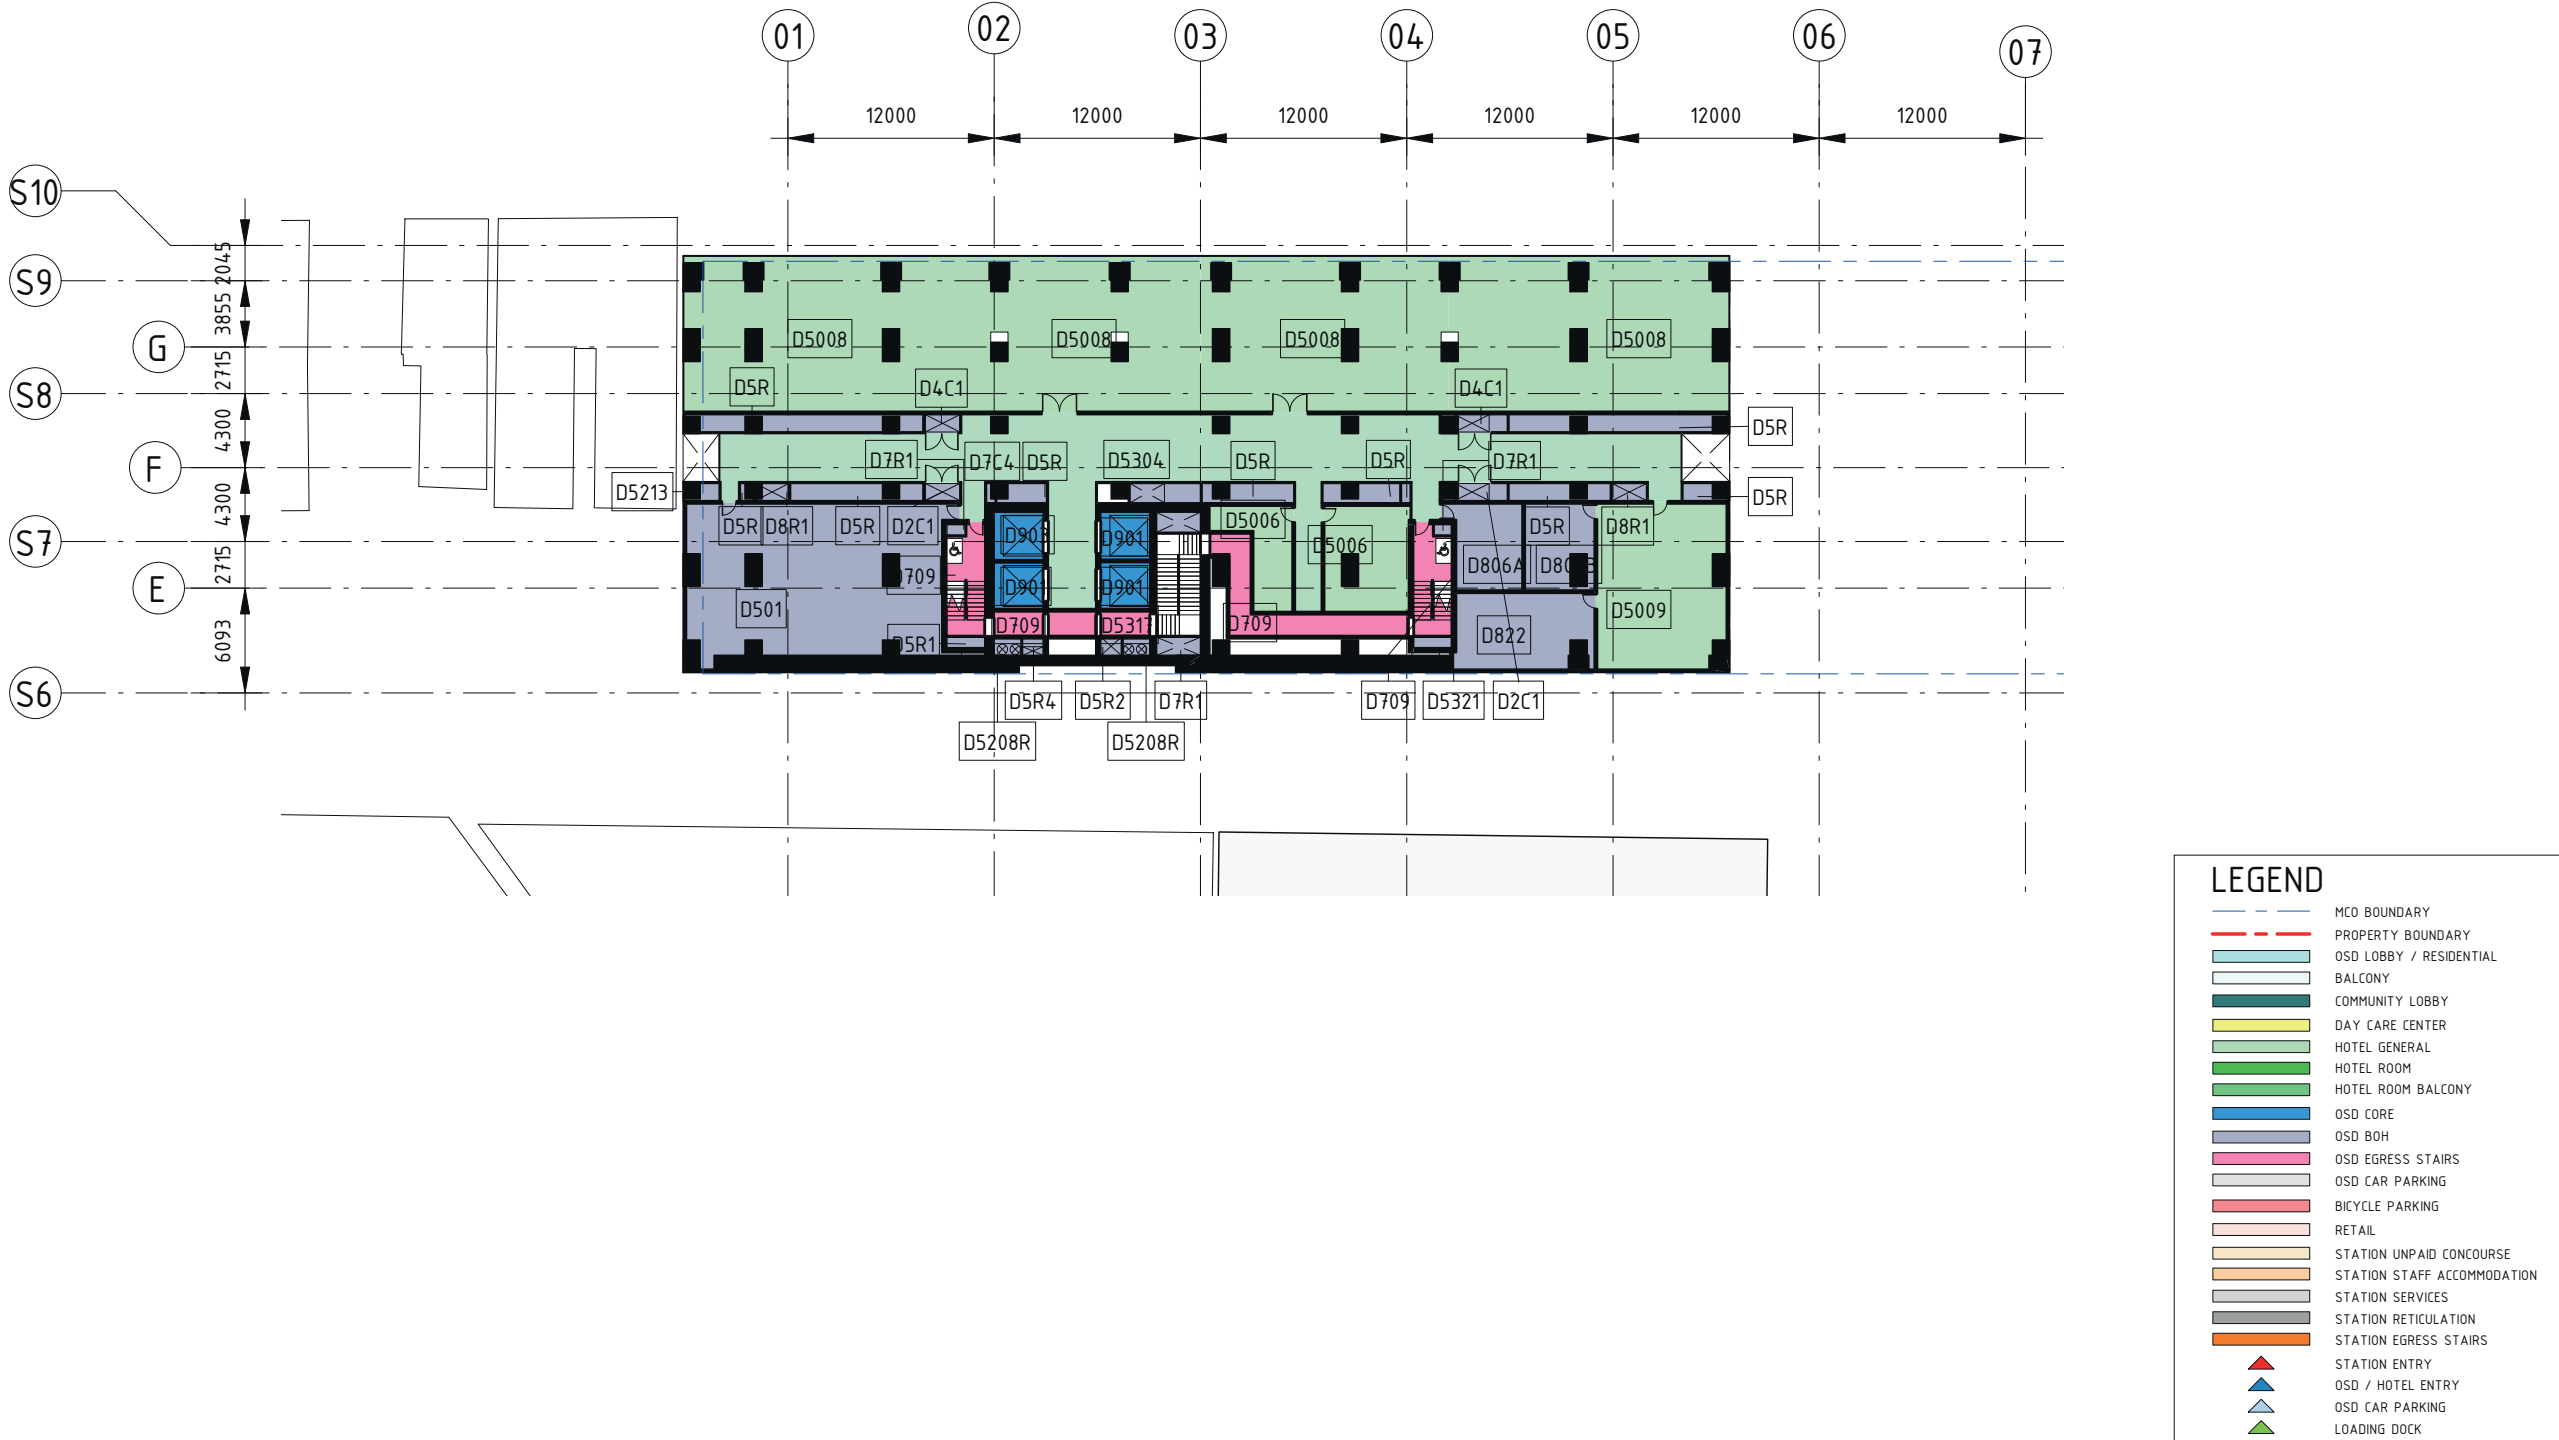 01 02 03 04 05 06 07
12000 12000 12000 12000 12000 12000
S10
2045
S9
3855
G
2715
S8
4300
F
4300
S7
2715
E
6093
S6
D5008 D5008 D5008 D5008
D5R D4C1 D4C1
D5R
D7R1 D7C4 D5R D5304 D5R D5R D7R1
D5213 D5R
D5R D8R1 D5R D2C1 D903 D901 D5006 D5006 D5R D8R1
D709 D901 D901 D806A
D501 D709 D5317 D709 D822 D5009
D5R1
D5R4 D5R2 D7R1 D709 D5321 D2C1
D5208R D5208R
LEGEND
MCO BOUNDARY
PROPERTY BOUNDARY
OSD LOBBY / RESIDENTIAL
BALCONY
COMMUNITY LOBBY
DAY CARE CENTER
HOTEL GENERAL
HOTEL ROOM
HOTEL ROOM BALCONY
OSD CORE
OSD BOH
OSD EGRESS STAIRS
OSD CAR PARKING
BICYCLE PARKING
RETAIL
STATION UNPAID CONCOURSE
STATION STAFF ACCOMMODATION
STATION SERVICES
STATION RETICULATION
STATION EGRESS STAIRS
STATION ENTRY
OSD / HOTEL ENTRY
OSD CAR PARKING
LOADING DOCK